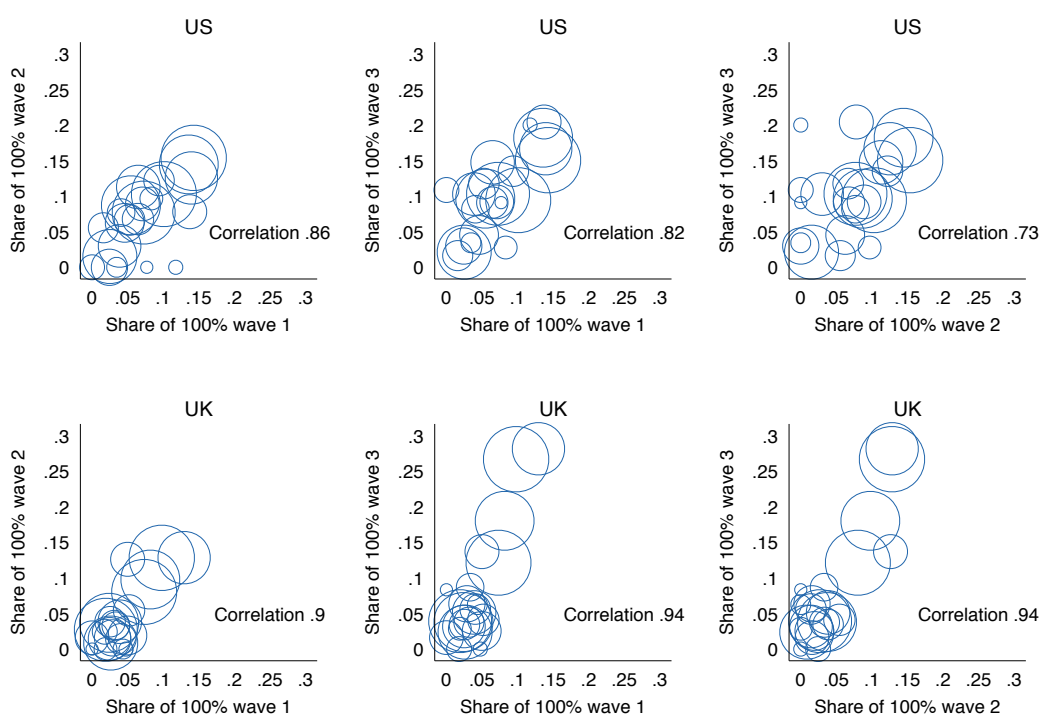 US
Share of 100% wave 2
.3
.25
.2
.15
.1
.05
0
Correlation .86
0 .05 .1 .15 .2 .25 .3
Share of 100% wave 1
US
Share of 100% wave 3
.3
.25
.2
.15
.1
.05
0
Correlation .82
0 .05 .1 .15 .2 .25 .3
Share of 100% wave 1
US
Share of 100% wave 3
.3
.25
.2
.15
.1
.05
0
Correlation .73
0 .05 .1 .15 .2 .25 .3
Share of 100% wave 2
UK
Share of 100% wave 2
.3
.25
.2
.15
.1
.05
0
Correlation .9
0 .05 .1 .15 .2 .25 .3
Share of 100% wave 1
UK
Share of 100% wave 3
.3
.25
.2
.15
.1
.05
0
Correlation .94
0 .05 .1 .15 .2 .25 .3
Share of 100% wave 1
UK
Share of 100% wave 3
.3
.25
.2
.15
.1
.05
0
Correlation .94
0 .05 .1 .15 .2 .25 .3
Share of 100% wave 2